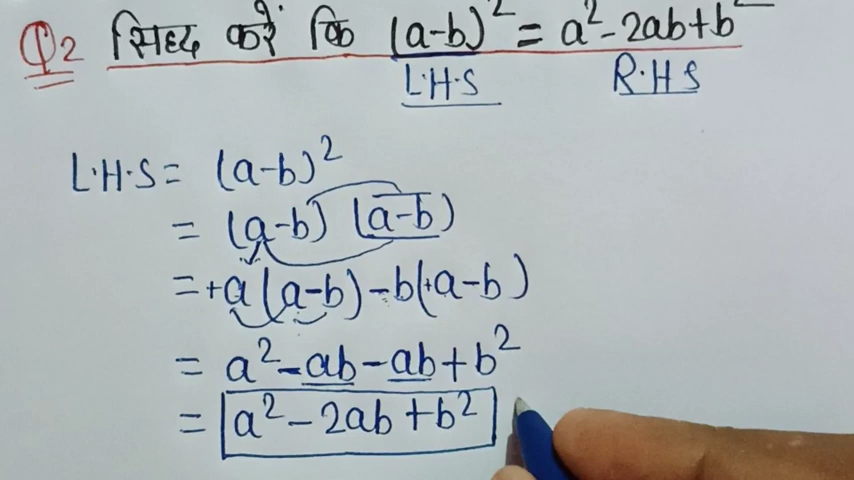 Q2 सिध्द करें कि (a-b)² = a² - 2ab + b²
L.H.S R.H.S
L.H.S = (a-b)²
= (a-b) (a-b)
= +a(a-b) - b(+a-b)
= a² - ab - ab + b²
= a² - 2ab + b²